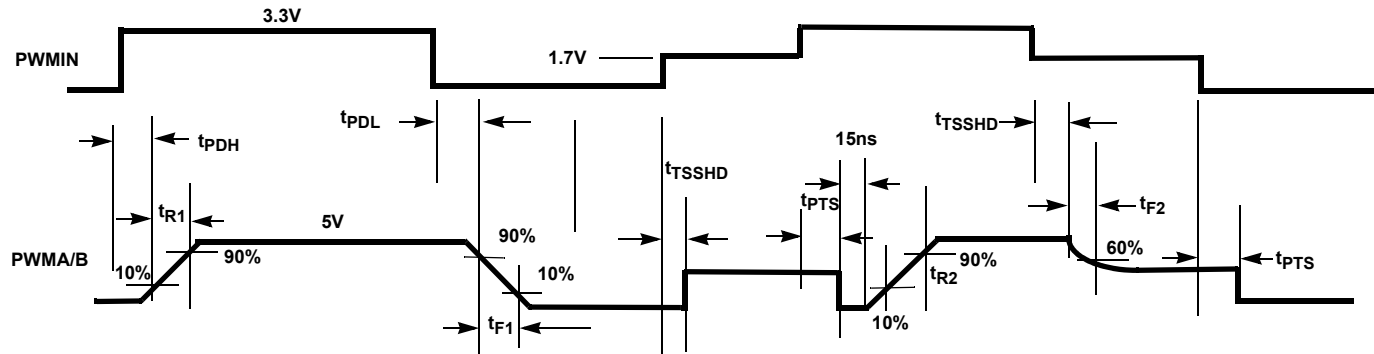 3.3V
PWMIN
1.7V
tPDL
tTSSHD
tPDH
15ns
tTSSHD
tR1
tPTS
tF2
5V
90%
60%
PWMA/B
10%
90%
10%
tR2
90%
tPTS
tF1
10%